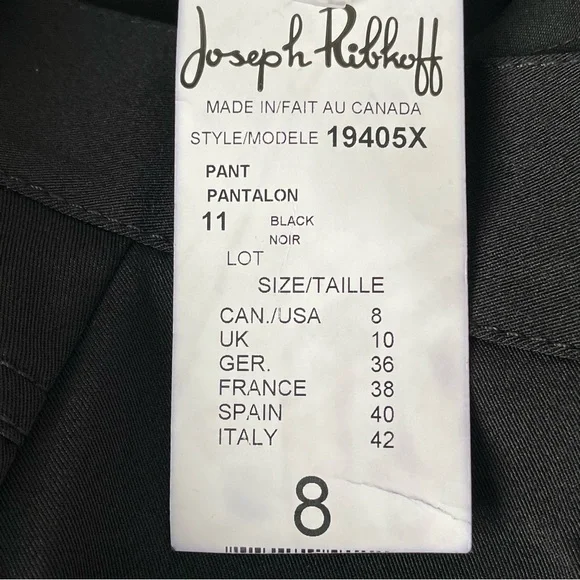 Joseph Ribkoff
MADE IN/FAIT AU CANADA
STYLE/MODELE 19405X
PANT
PANTALON
11 BLACK
NOIR
LOT
SIZE/TAILLE
CAN./USA 8
UK 10
GER. 36
FRANCE 38
SPAIN 40
ITALY 42
8